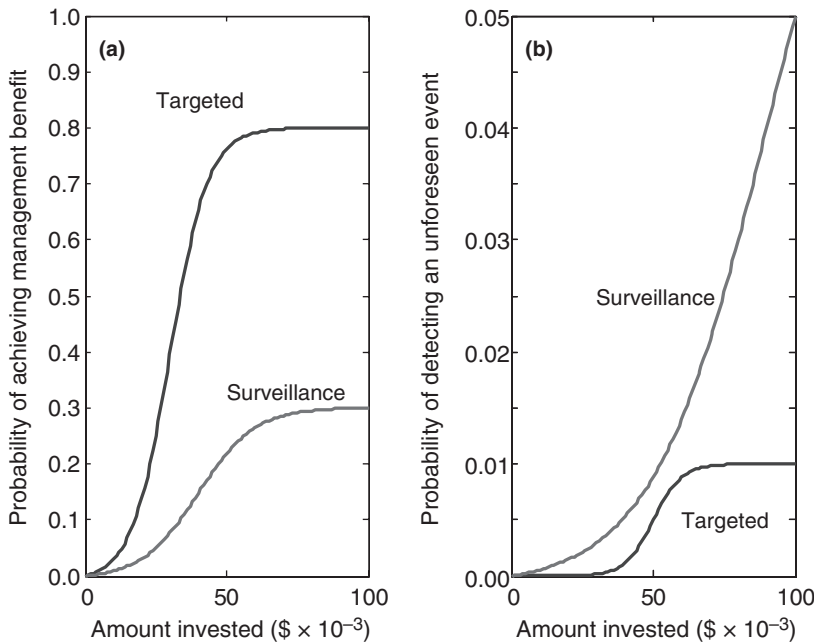 Probability of achieving management benefit
1.0
0.9
0.8
0.7
0.6
0.5
0.4
0.3
0.2
0.1
0.0
(a)
Targeted
Surveillance
0
50
100
Amount invested ($ × 10⁻³)
Probability of detecting an unforeseen event
0.05
0.04
0.03
0.02
0.01
0.00
(b)
Surveillance
Targeted
0
50
100
Amount invested ($ × 10⁻³)